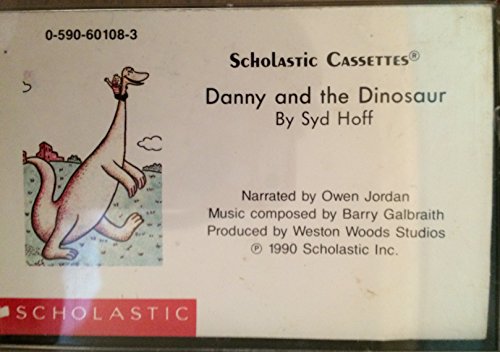 0-590-60108-3
Scholastic Cassettes®
Danny and the Dinosaur
By Syd Hoff
Narrated by Owen Jordan
Music composed by Barry Galbraith
Produced by Weston Woods Studios
℗ 1990 Scholastic Inc.
SCHOLASTIC